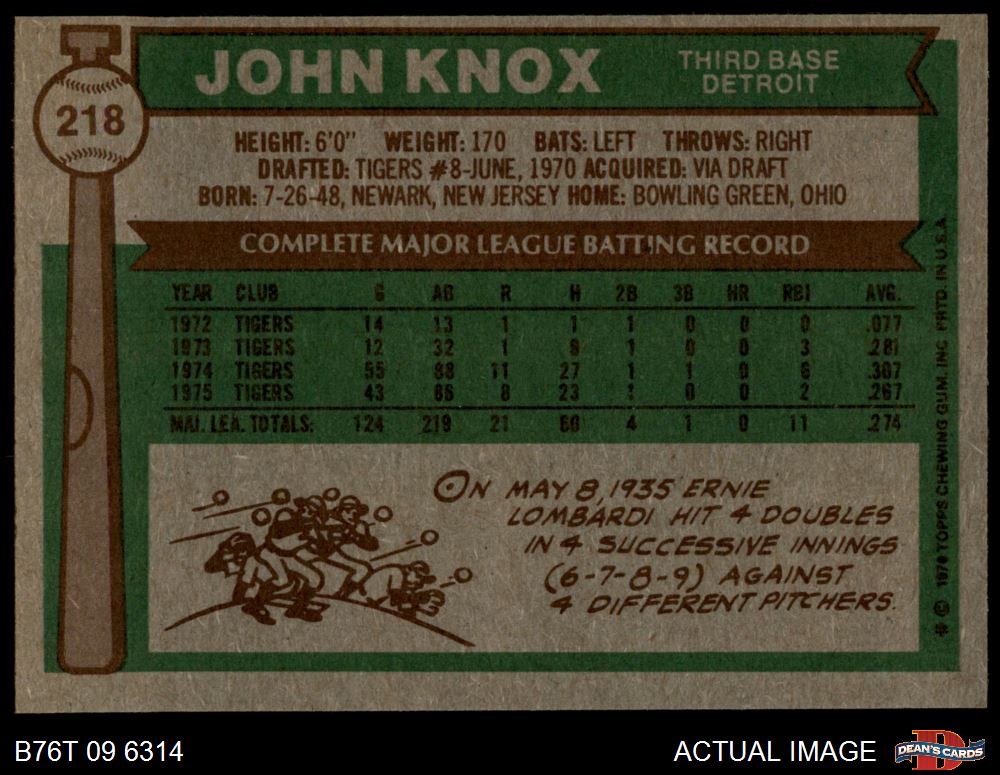 218
JOHN KNOX
THIRD BASE
DETROIT
HEIGHT: 6'0" WEIGHT: 170 BATS: LEFT THROWS: RIGHT
DRAFTED: TIGERS #8-JUNE, 1970 ACQUIRED: VIA DRAFT
BORN: 7-26-48, NEWARK, NEW JERSEY HOME: BOWLING GREEN, OHIO
COMPLETE MAJOR LEAGUE BATTING RECORD
YEAR CLUB G AB R H 2B 3B HR RBI AVG.
1972 TIGERS 14 13 1 1 1 0 0 0 .077
1973 TIGERS 12 32 1 9 1 0 0 3 .281
1974 TIGERS 55 88 11 27 1 1 0 6 .307
1975 TIGERS 43 86 8 23 1 0 0 2 .267
MAJ. LEA. TOTALS: 124 219 21 60 4 1 0 11 .274
ON MAY 8, 1935 ERNIE
LOMBARDI HIT 4 DOUBLES
IN 4 SUCCESSIVE INNINGS
(6-7-8-9) AGAINST
4 DIFFERENT PITCHERS.
* © 1976 TOPPS CHEWING GUM, INC. PRTD. IN U.S.A.
B76T 09 6314
ACTUAL IMAGE
D
DEAN'S CARDS